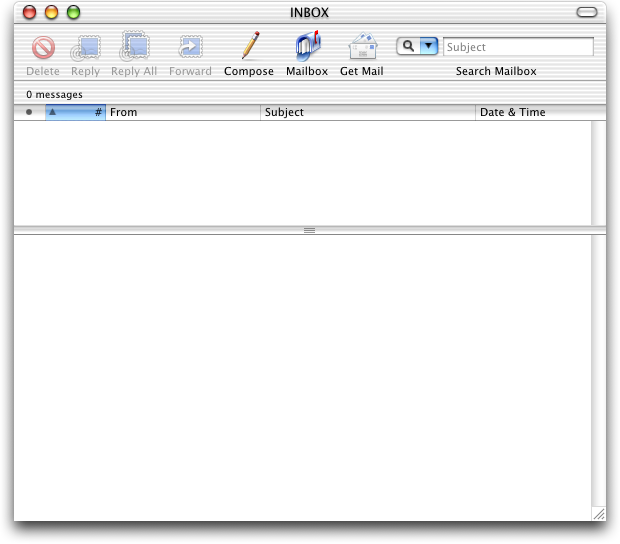 INBOX
Delete Reply Reply All Forward Compose Mailbox Get Mail Subject Search Mailbox
0 messages
# From Subject Date & Time